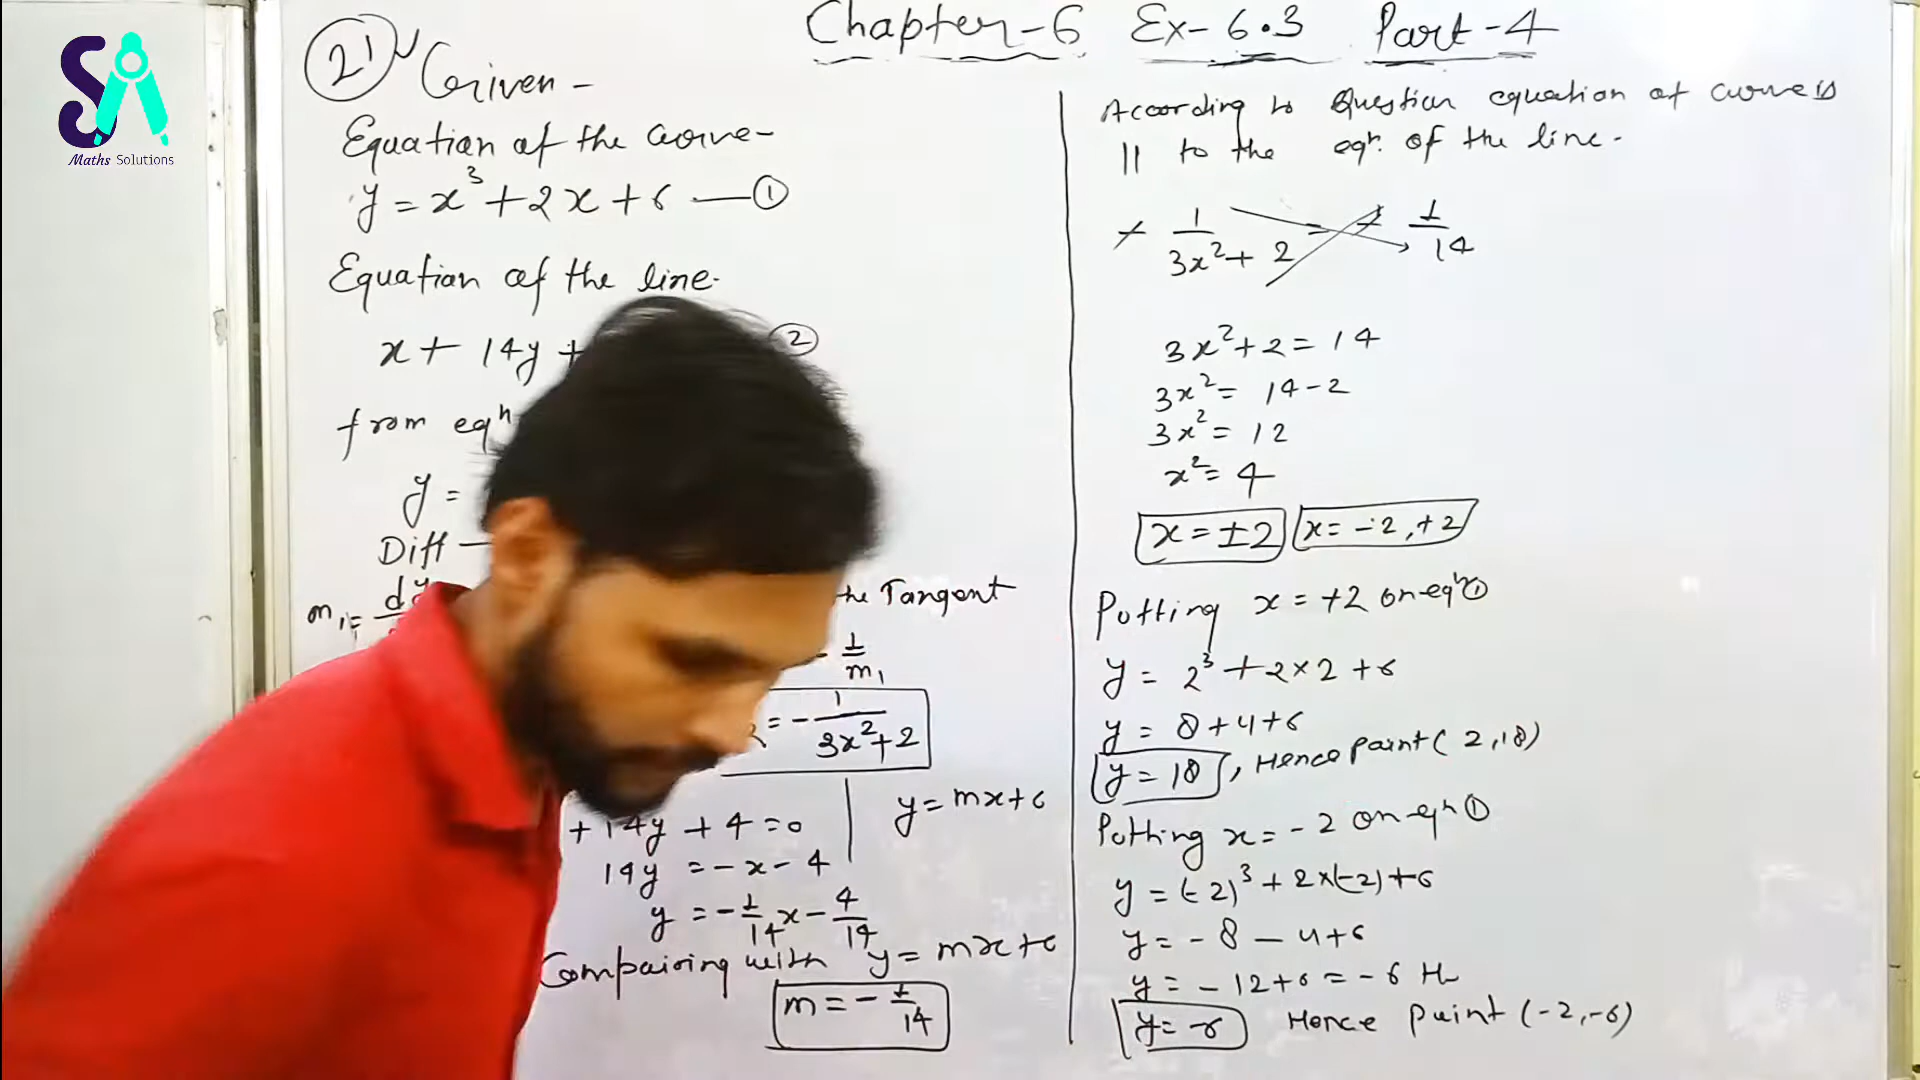 Chapter-6 Ex-6.3 Part-4
SA
Maths Solutions
21 Given -
Equation of the curve-
y = x³ + 2x + 6 — ①
Equation of the line.
x + 14y + ②
from eqⁿ
y =
Diff —
m₁ = dy
the Tangent
- 1/m₁
= - 1/(3x²+2)
+ 14y + 4 = 0
y = mx + c
14y = - x - 4
y = - 1/14 x - 4/14
Compairing with y = mx + c
m = - 1/14
According to Question equation of curve is
|| to the eqⁿ. of the line.
- 1/(3x²+2) = - 1/14
3x² + 2 = 14
3x² = 14 - 2
3x² = 12
x² = 4
x = ±2 x = -2, +2
Putting x = +2 on eqⁿ ①
y = 2³ + 2×2 + 6
y = 8 + 4 + 6
y = 18, Hence point (2, 18)
Putting x = - 2 on eqⁿ ①
y = (-2)³ + 2×(-2) + 6
y = - 8 - 4 + 6
y = - 12 + 6 = - 6 H
y = -6 Hence point (-2, -6)